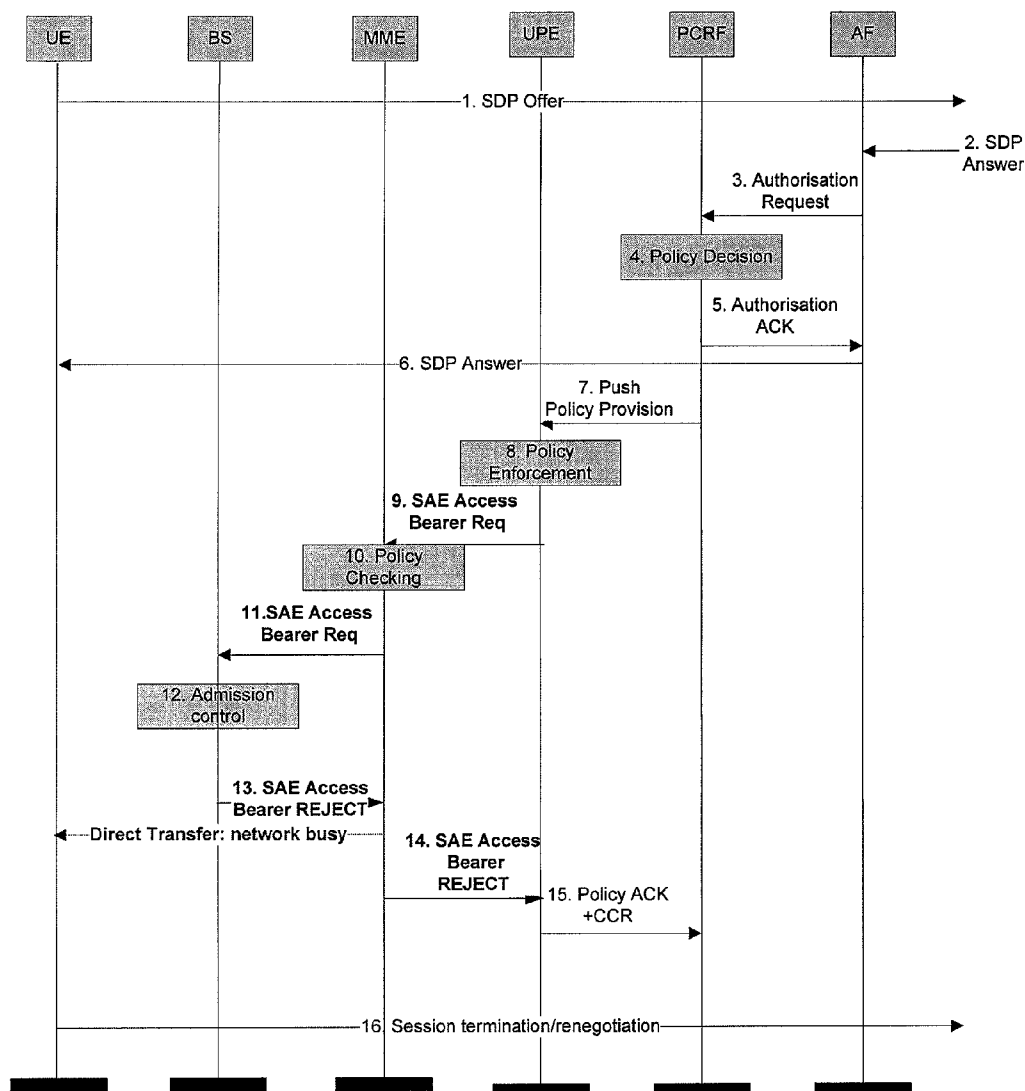 UE
BS
MME
UPE
PCRF
AF
1. SDP Offer
2. SDP
Answer
3. Authorisation
Request
4. Policy Decision
5. Authorisation
ACK
6. SDP Answer
7. Push
Policy Provision
8. Policy
Enforcement
9. SAE Access
Bearer Req
10. Policy
Checking
11.SAE Access
Bearer Req
12. Admission
control
13. SAE Access
Bearer REJECT
Direct Transfer: network busy
14. SAE Access
Bearer
REJECT
15. Policy ACK
+CCR
16. Session termination/renegotiation